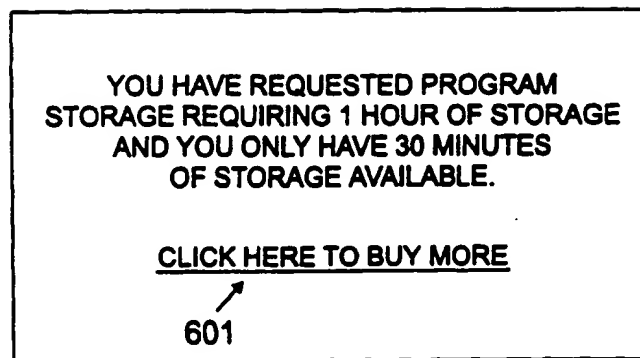 YOU HAVE REQUESTED PROGRAM
STORAGE REQUIRING 1 HOUR OF STORAGE
AND YOU ONLY HAVE 30 MINUTES
OF STORAGE AVAILABLE.
CLICK HERE TO BUY MORE
601